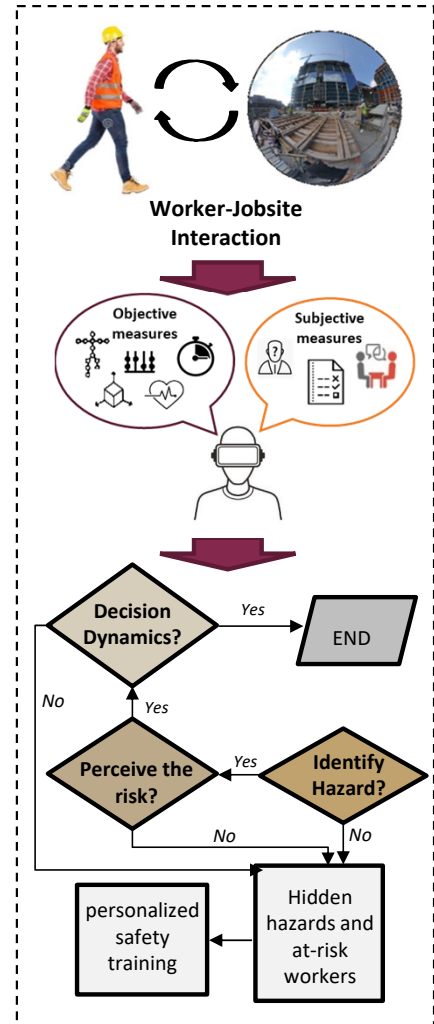 Worker-Jobsite
Interaction
Objective
measures
Subjective
measures
?
Decision
Dynamics?
Yes
END
No
Yes
Perceive the
risk?
Yes
Identify
Hazard?
No
No
personalized
safety
training
Hidden
hazards and
at-risk
workers